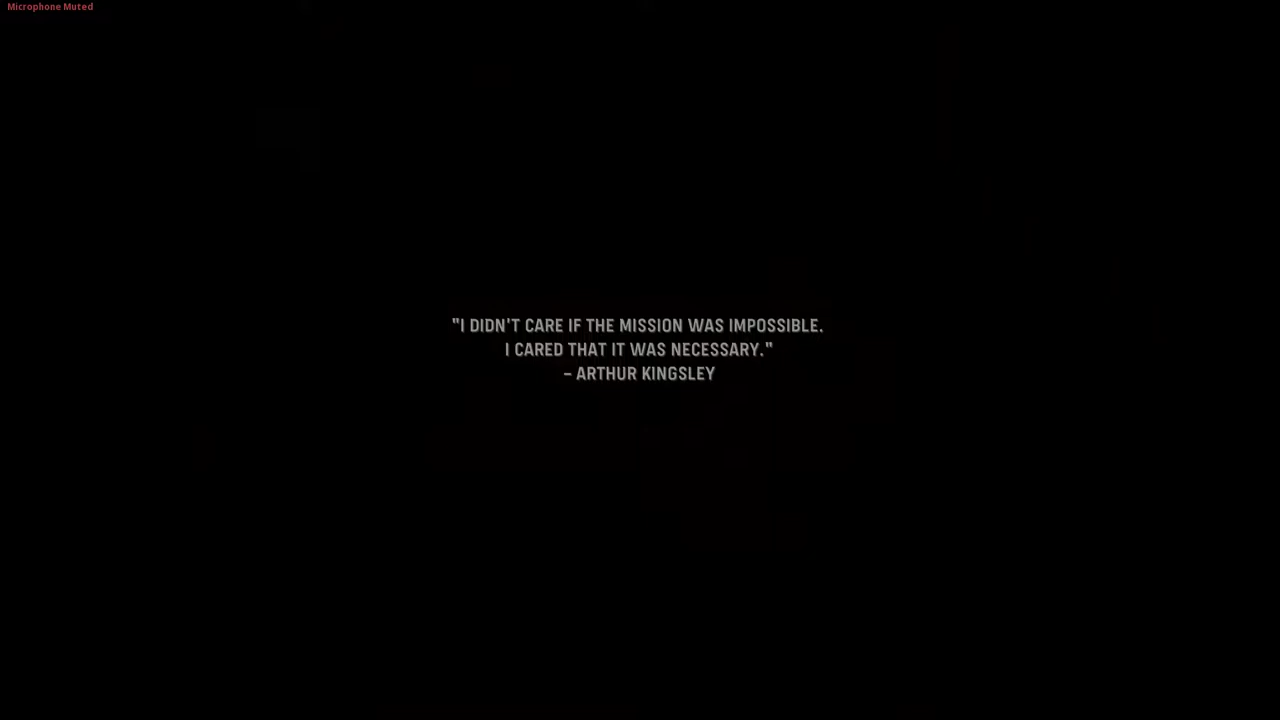 Microphone Muted
"I DIDN'T CARE IF THE MISSION WAS IMPOSSIBLE.
I CARED THAT IT WAS NECESSARY."
– ARTHUR KINGSLEY